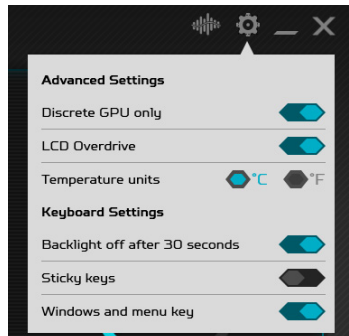 Advanced Settings
Discrete GPU only
LCD Overdrive
Temperature units °C °F
Keyboard Settings
Backlight off after 30 seconds
Sticky keys
Windows and menu key